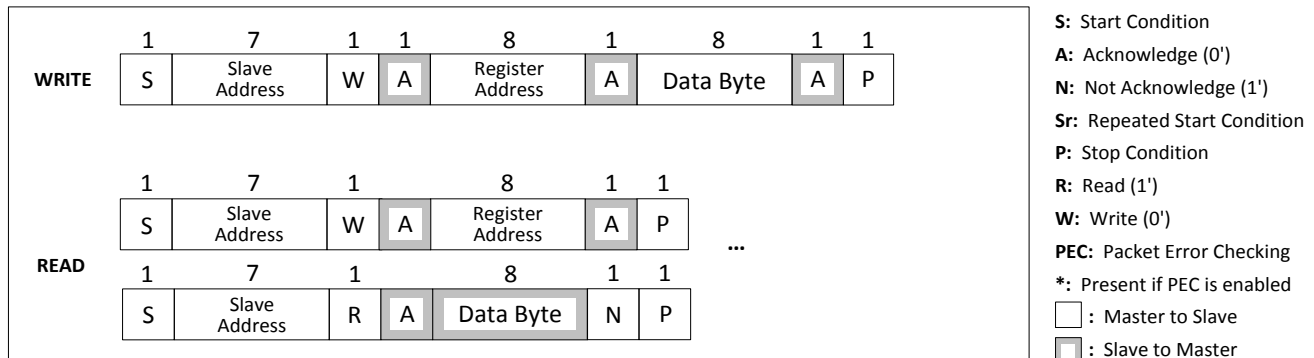 1 7 1 1 8 1 8 1 1
WRITE S Slave Address W A Register Address A Data Byte A P
1 7 1 8 1 1
S Slave Address W A Register Address A P ...
READ
1 7 1 8 1 1
S Slave Address R A Data Byte N P
S: Start Condition
A: Acknowledge (0')
N: Not Acknowledge (1')
Sr: Repeated Start Condition
P: Stop Condition
R: Read (1')
W: Write (0')
PEC: Packet Error Checking
*: Present if PEC is enabled
: Master to Slave
: Slave to Master